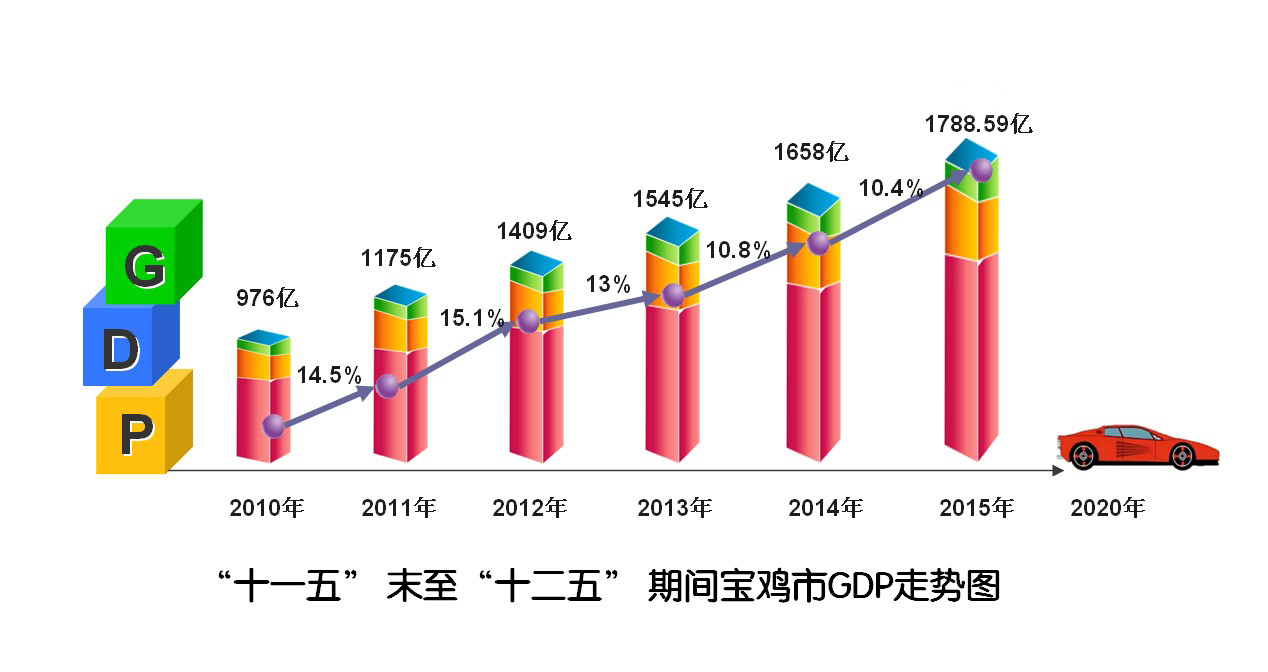 1788.59亿
1658亿
10.4%
1545亿
1409亿
10.8%
1175亿
13%
976亿
15.1%
14.5%
G
D
P
2010年 2011年 2012年 2013年 2014年 2015年 2020年
“十一五” 末至“十二五” 期间宝鸡市GDP走势图